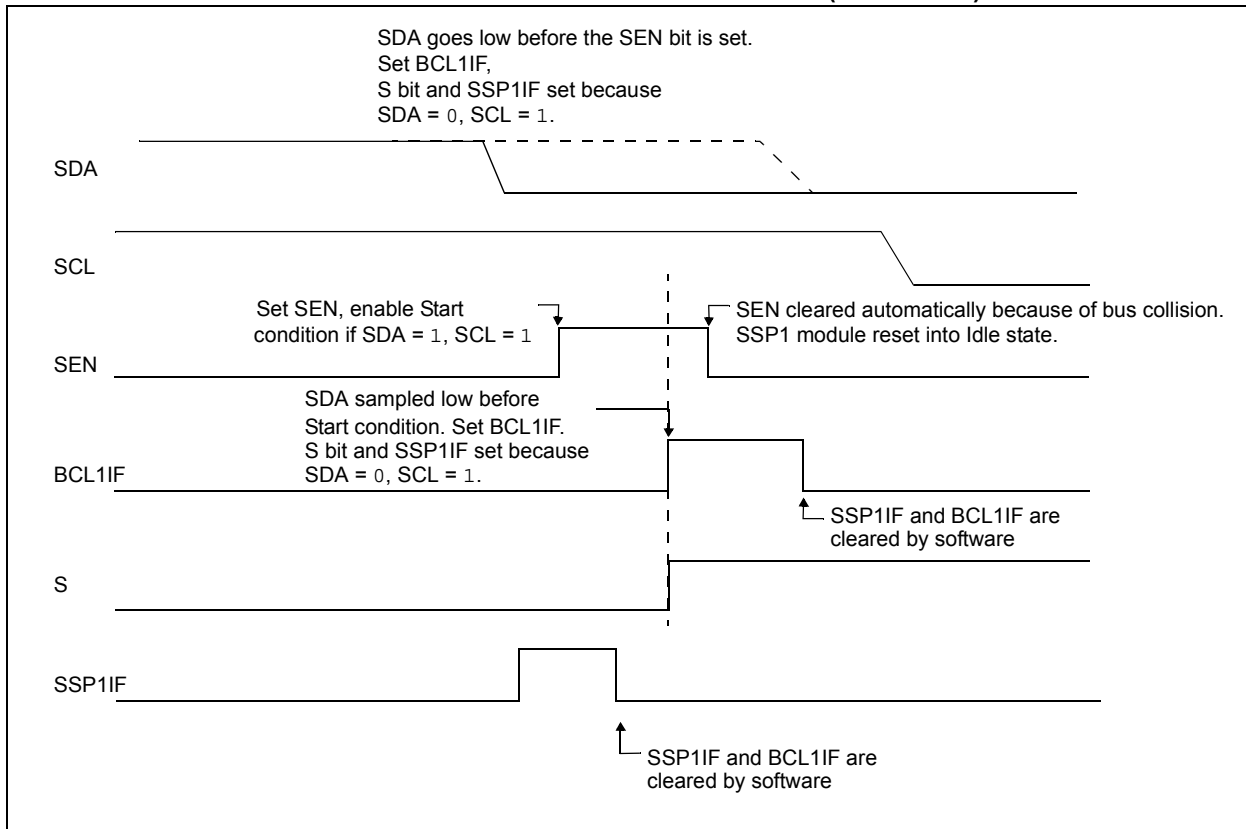 SDA goes low before the SEN bit is set.
Set BCL1IF,
S bit and SSP1IF set because
SDA = 0, SCL = 1.
SDA
SCL
Set SEN, enable Start
condition if SDA = 1, SCL = 1
SEN cleared automatically because of bus collision.
SSP1 module reset into Idle state.
SEN
SDA sampled low before
Start condition. Set BCL1IF.
S bit and SSP1IF set because
SDA = 0, SCL = 1.
BCL1IF
SSP1IF and BCL1IF are
cleared by software
S
SSP1IF
SSP1IF and BCL1IF are
cleared by software